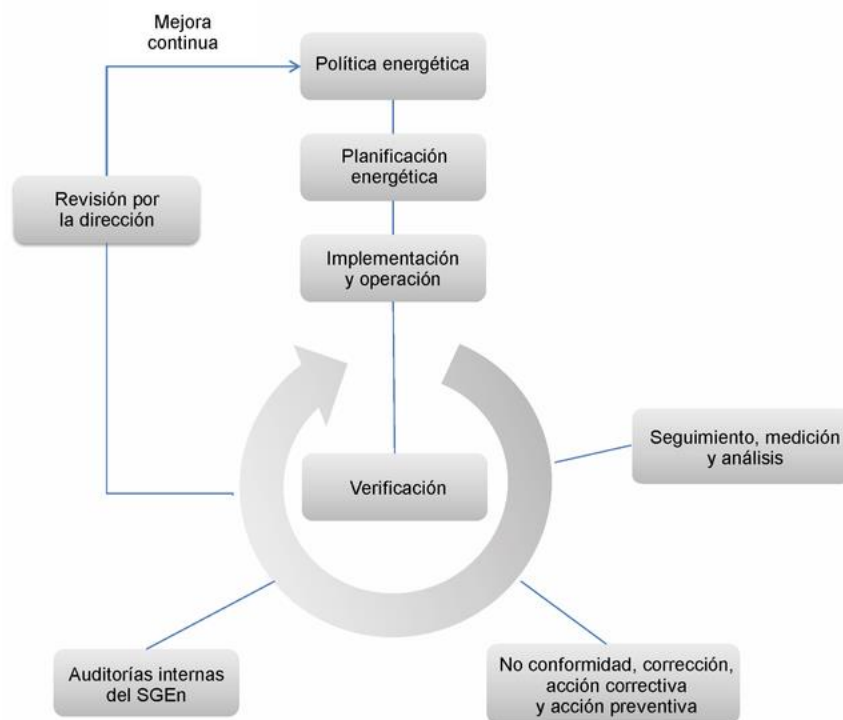 Mejora
continua
Política energética
Planificación
energética
Revisión por
la dirección
Implementación
y operación
Seguimiento, medición
y análisis
Verificación
Auditorías internas
del SGEn
No conformidad, corrección,
acción correctiva
y acción preventiva